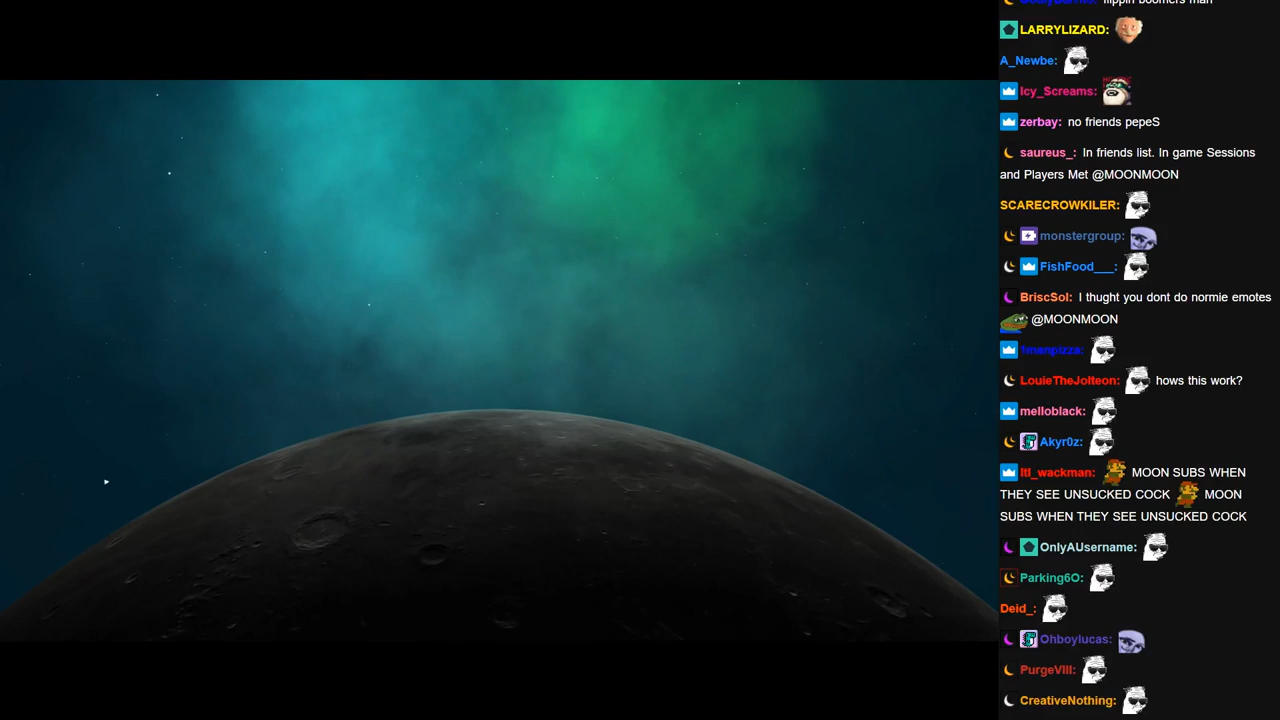 flippin boomers man
LARRYLIZARD:
A_Newbe:
Icy_Screams:
zerbay: no friends pepeS
saureus_: In friends list. In game Sessions
and Players Met @MOONMOON
SCARECROWKILER:
monstergroup:
FishFood___:
BriscSol: I thught you dont do normie emotes
@MOONMOON
1manpizza:
LouieTheJolteon: hows this work?
melloblack:
Akyr0z:
ltl_wackman: MOON SUBS WHEN
THEY SEE UNSUCKED COCK MOON
SUBS WHEN THEY SEE UNSUCKED COCK
OnlyAUsername:
Parking6O:
Deid_:
Ohboylucas:
PurgeVIII:
CreativeNothing: